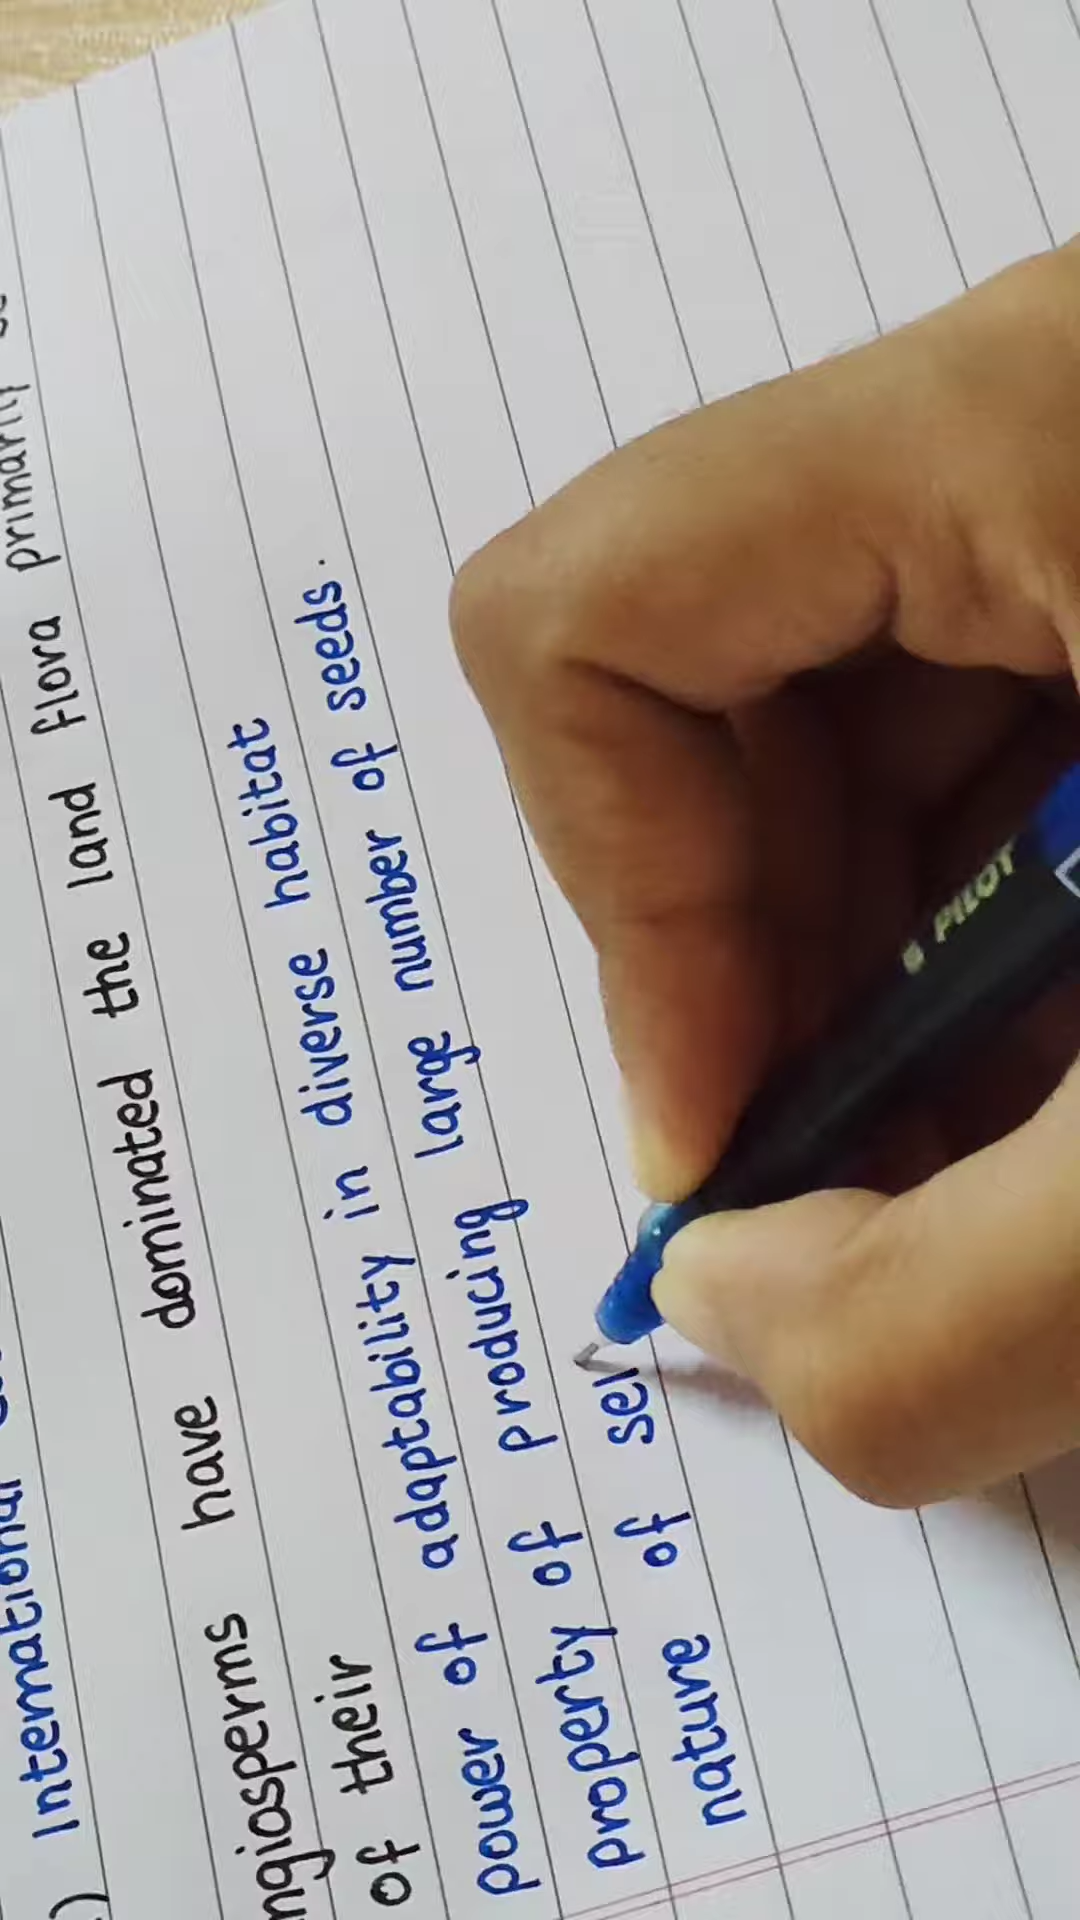 International
Angiosperms have dominated the land flora primarily
of their
power of adaptability in diverse habitat
property of producing large number of seeds.
nature of sel
PILOT